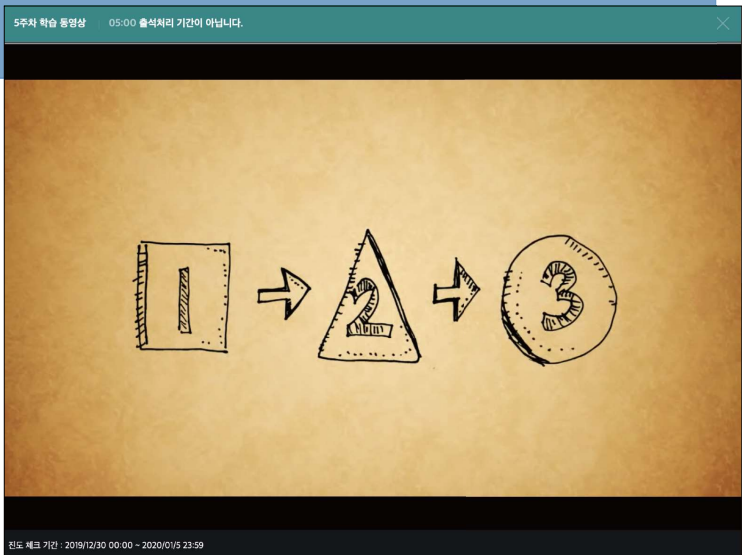 5주차 학습 동영상 05:00 출석처리 기간이 아닙니다.
1 2 3
진도 체크 기간 : 2019/12/30 00:00 ~ 2020/01/5 23:59